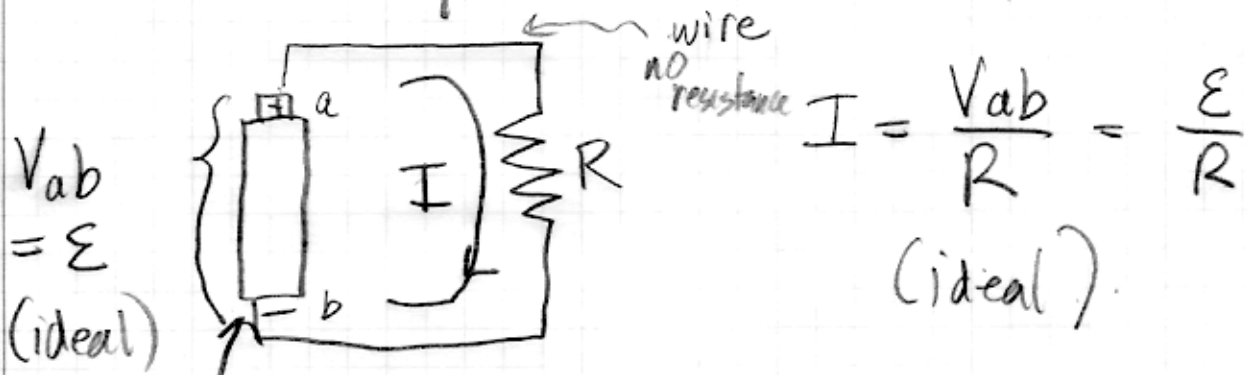 wire
no
resistance
I = Vab/R = ε/R
(ideal).
+ a
Vab
= ε
(ideal)
I
R
− b